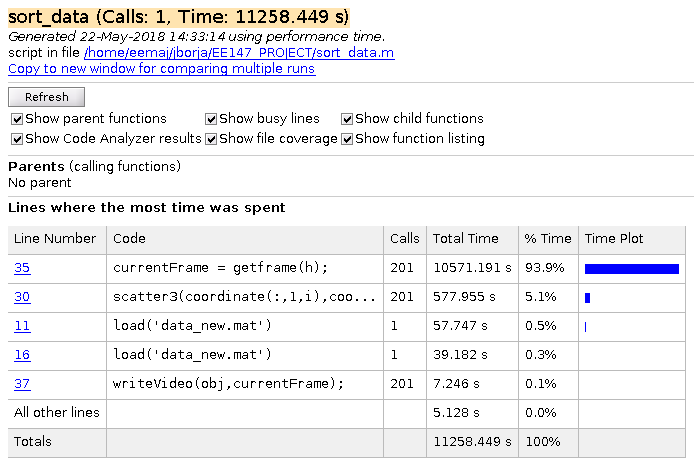 sort_data (Calls: 1, Time: 11258.449 s)
Generated 22-May-2018 14:33:14 using performance time.
script in file /home/eemaj/jborja/EE147_PROJECT/sort_data.m
Copy to new window for comparing multiple runs
Refresh
Show parent functions Show busy lines Show child functions
Show Code Analyzer results Show file coverage Show function listing
Parents (calling functions)
No parent
Lines where the most time was spent
Line Number Code Calls Total Time % Time Time Plot
35 currentFrame = getframe(h); 201 10571.191 s 93.9%
30 scatter3(coordinate(:,1,i),coo... 201 577.955 s 5.1%
11 load('data_new.mat') 1 57.747 s 0.5%
16 load('data_new.mat') 1 39.182 s 0.3%
37 writeVideo(obj,currentFrame); 201 7.246 s 0.1%
All other lines 5.128 s 0.0%
Totals 11258.449 s 100%